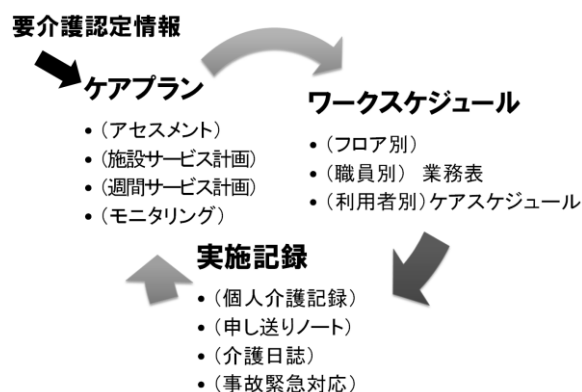 要介護認定情報
ケアプラン
• （アセスメント）
• （施設サービス計画）
• （週間サービス計画）
• （モニタリング）
ワークスケジュール
• （フロア別）
• （職員別） 業務表
• （利用者別）ケアスケジュール
実施記録
• （個人介護記録）
• （申し送りノート）
• （介護日誌）
• （事故緊急対応）